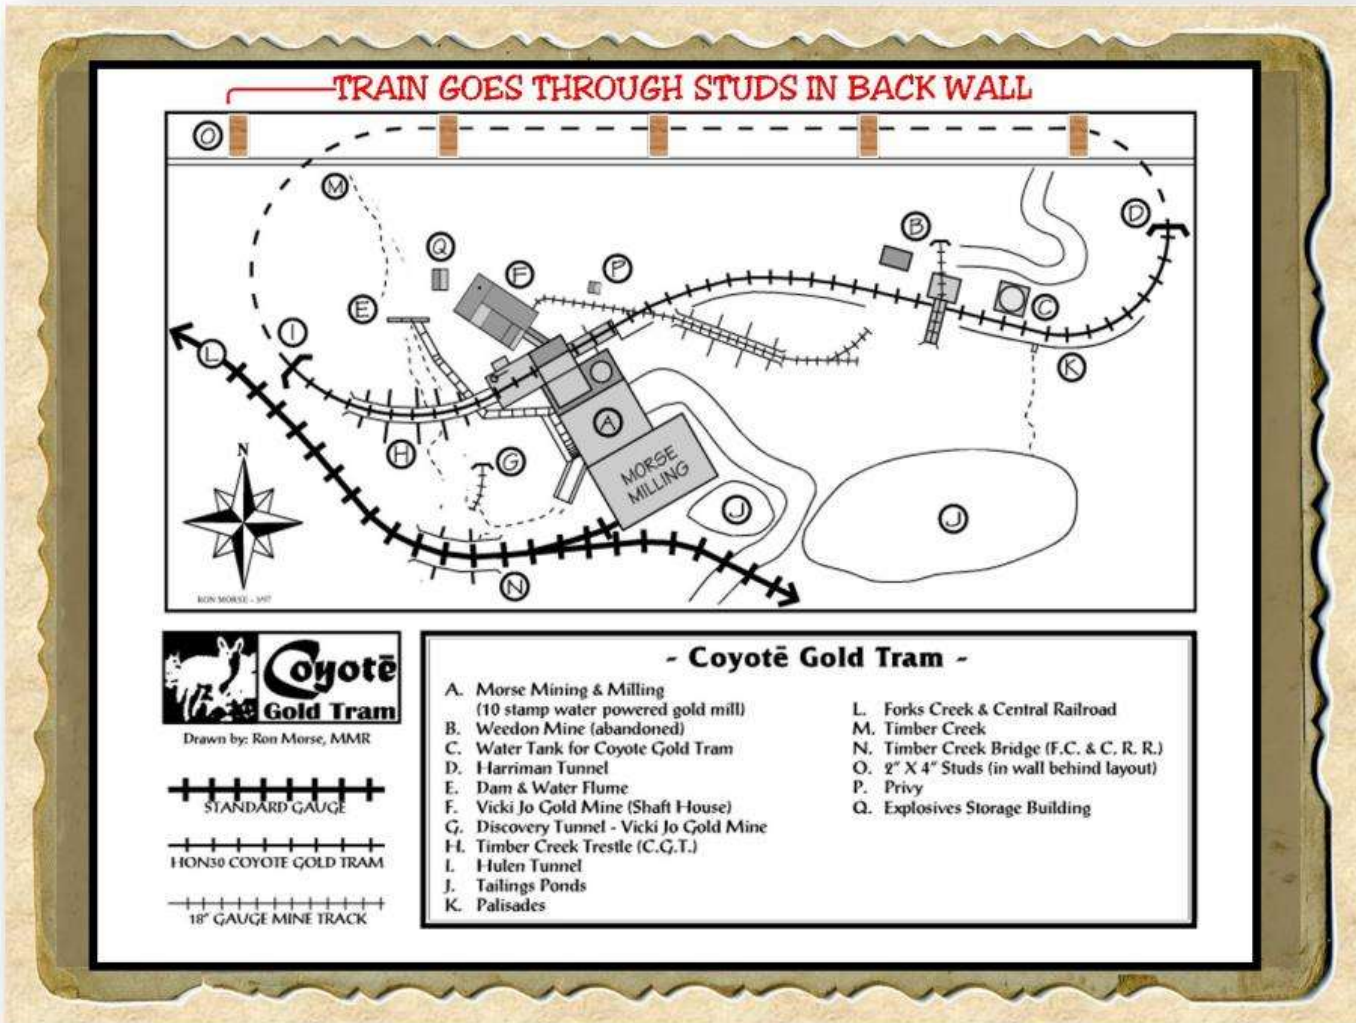 TRAIN GOES THROUGH STUDS IN BACK WALL
O
M
Q
F
P
B
D
E
I
C
L
K
H
A
G
MORSE
MILLING
J
J
N
N
RON MORSE - 3/97
Coyotē
Gold Tram
Drawn by: Ron Morse, MMR
STANDARD GAUGE
HON30 COYOTE GOLD TRAM
18" GAUGE MINE TRACK
- Coyotē Gold Tram -
A. Morse Mining & Milling
(10 stamp water powered gold mill)
B. Weedon Mine (abandoned)
C. Water Tank for Coyote Gold Tram
D. Harriman Tunnel
E. Dam & Water Flume
F. Vicki Jo Gold Mine (Shaft House)
G. Discovery Tunnel - Vicki Jo Gold Mine
H. Timber Creek Trestle (C.G.T.)
I. Hulen Tunnel
J. Tailings Ponds
K. Palisades
L. Forks Creek & Central Railroad
M. Timber Creek
N. Timber Creek Bridge (F.C. & C. R. R.)
O. 2" X 4" Studs (in wall behind layout)
P. Privy
Q. Explosives Storage Building